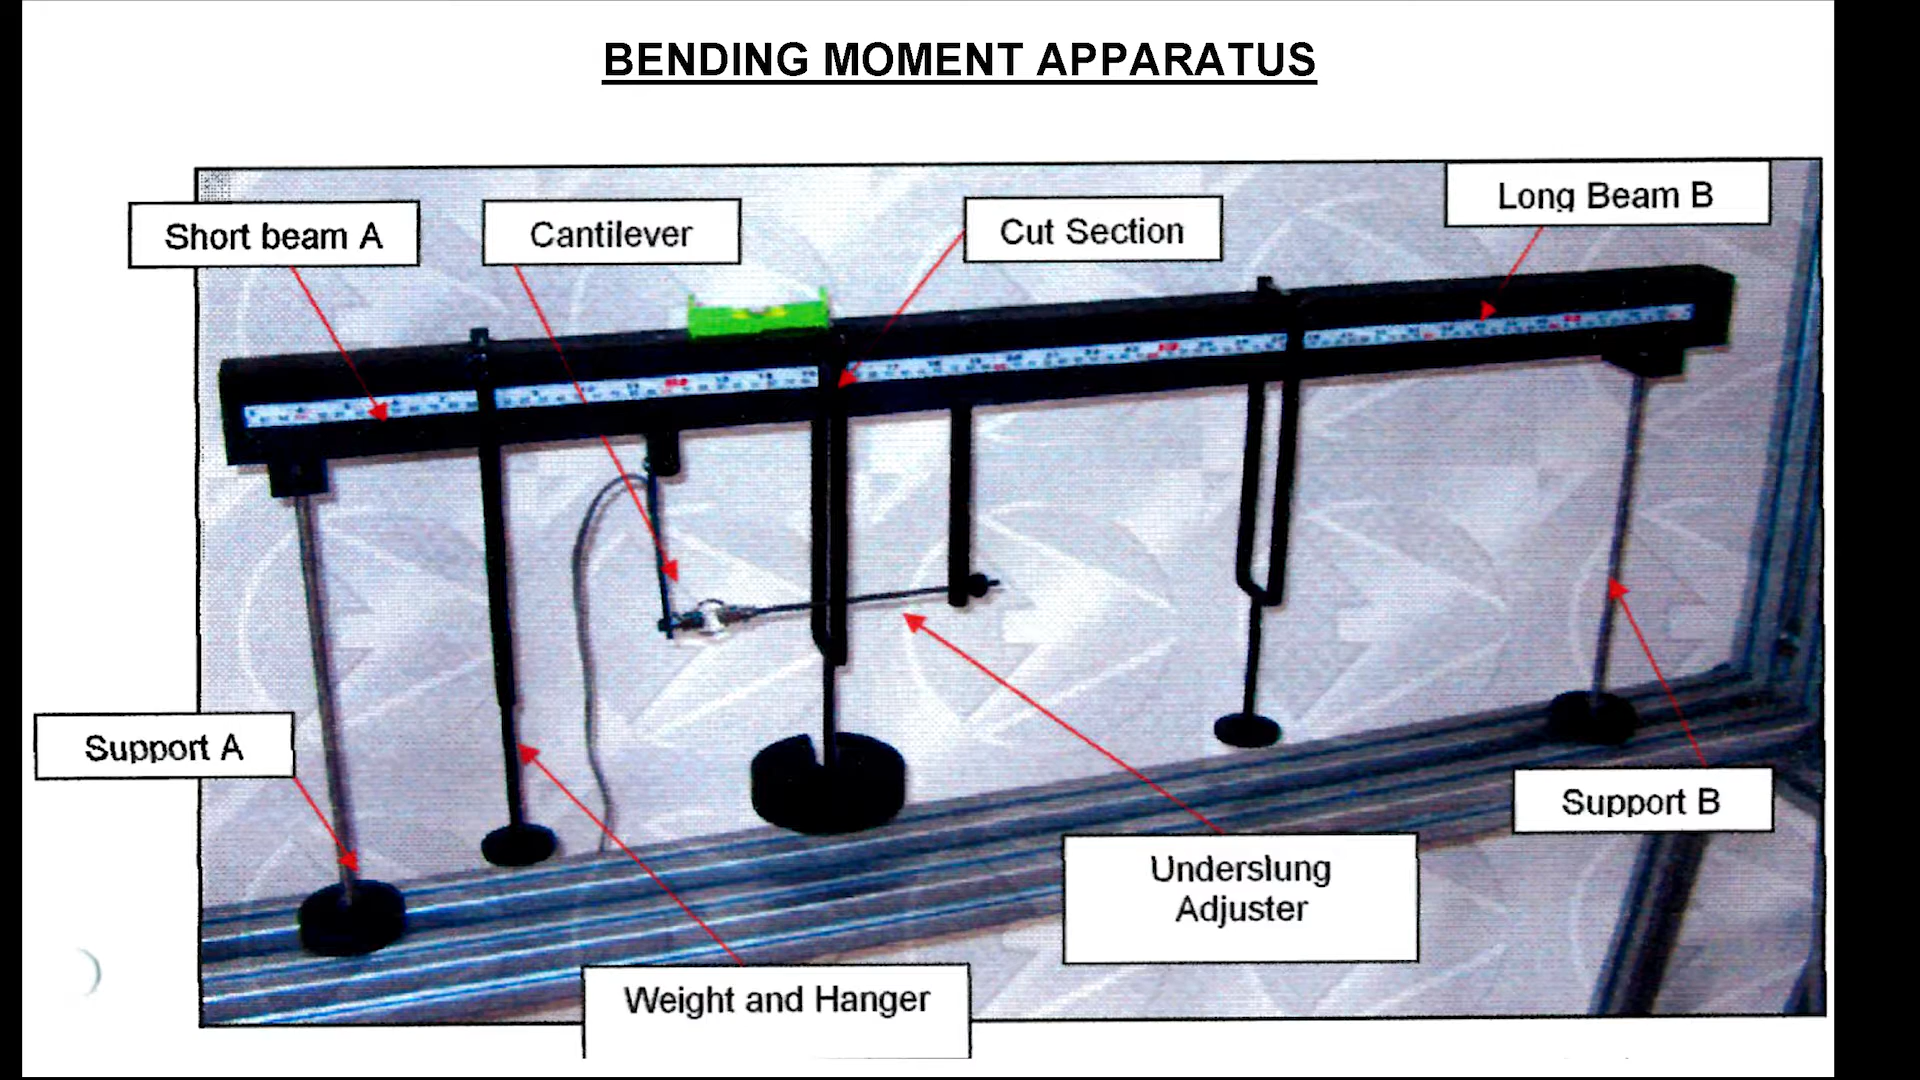 BENDING MOMENT APPARATUS
Short beam A
Cantilever
Cut Section
Long Beam B
Support A
Support B
Underslung
Adjuster
Weight and Hanger